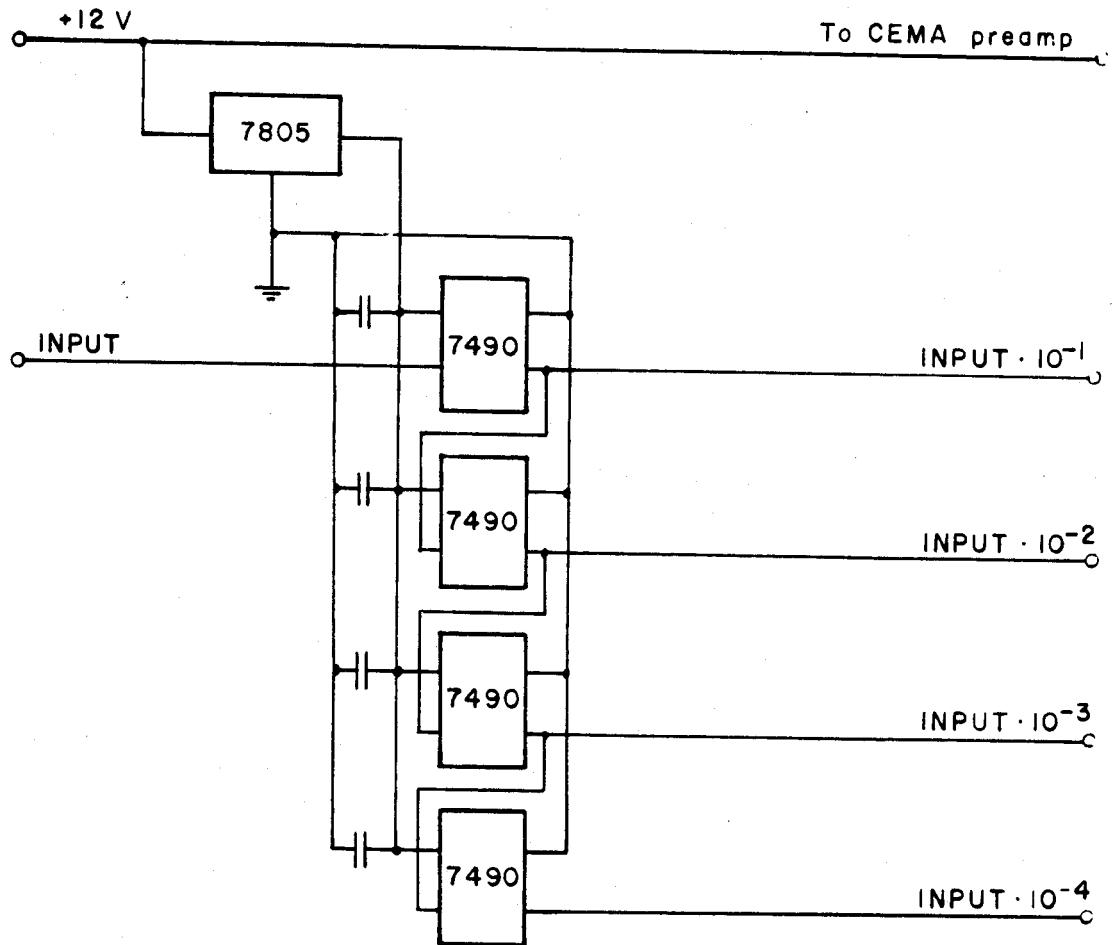 +12 V
To CEMA preamp
7805
7490
INPUT
INPUT · 10⁻¹
7490
INPUT · 10⁻²
7490
INPUT · 10⁻³
7490
INPUT · 10⁻⁴